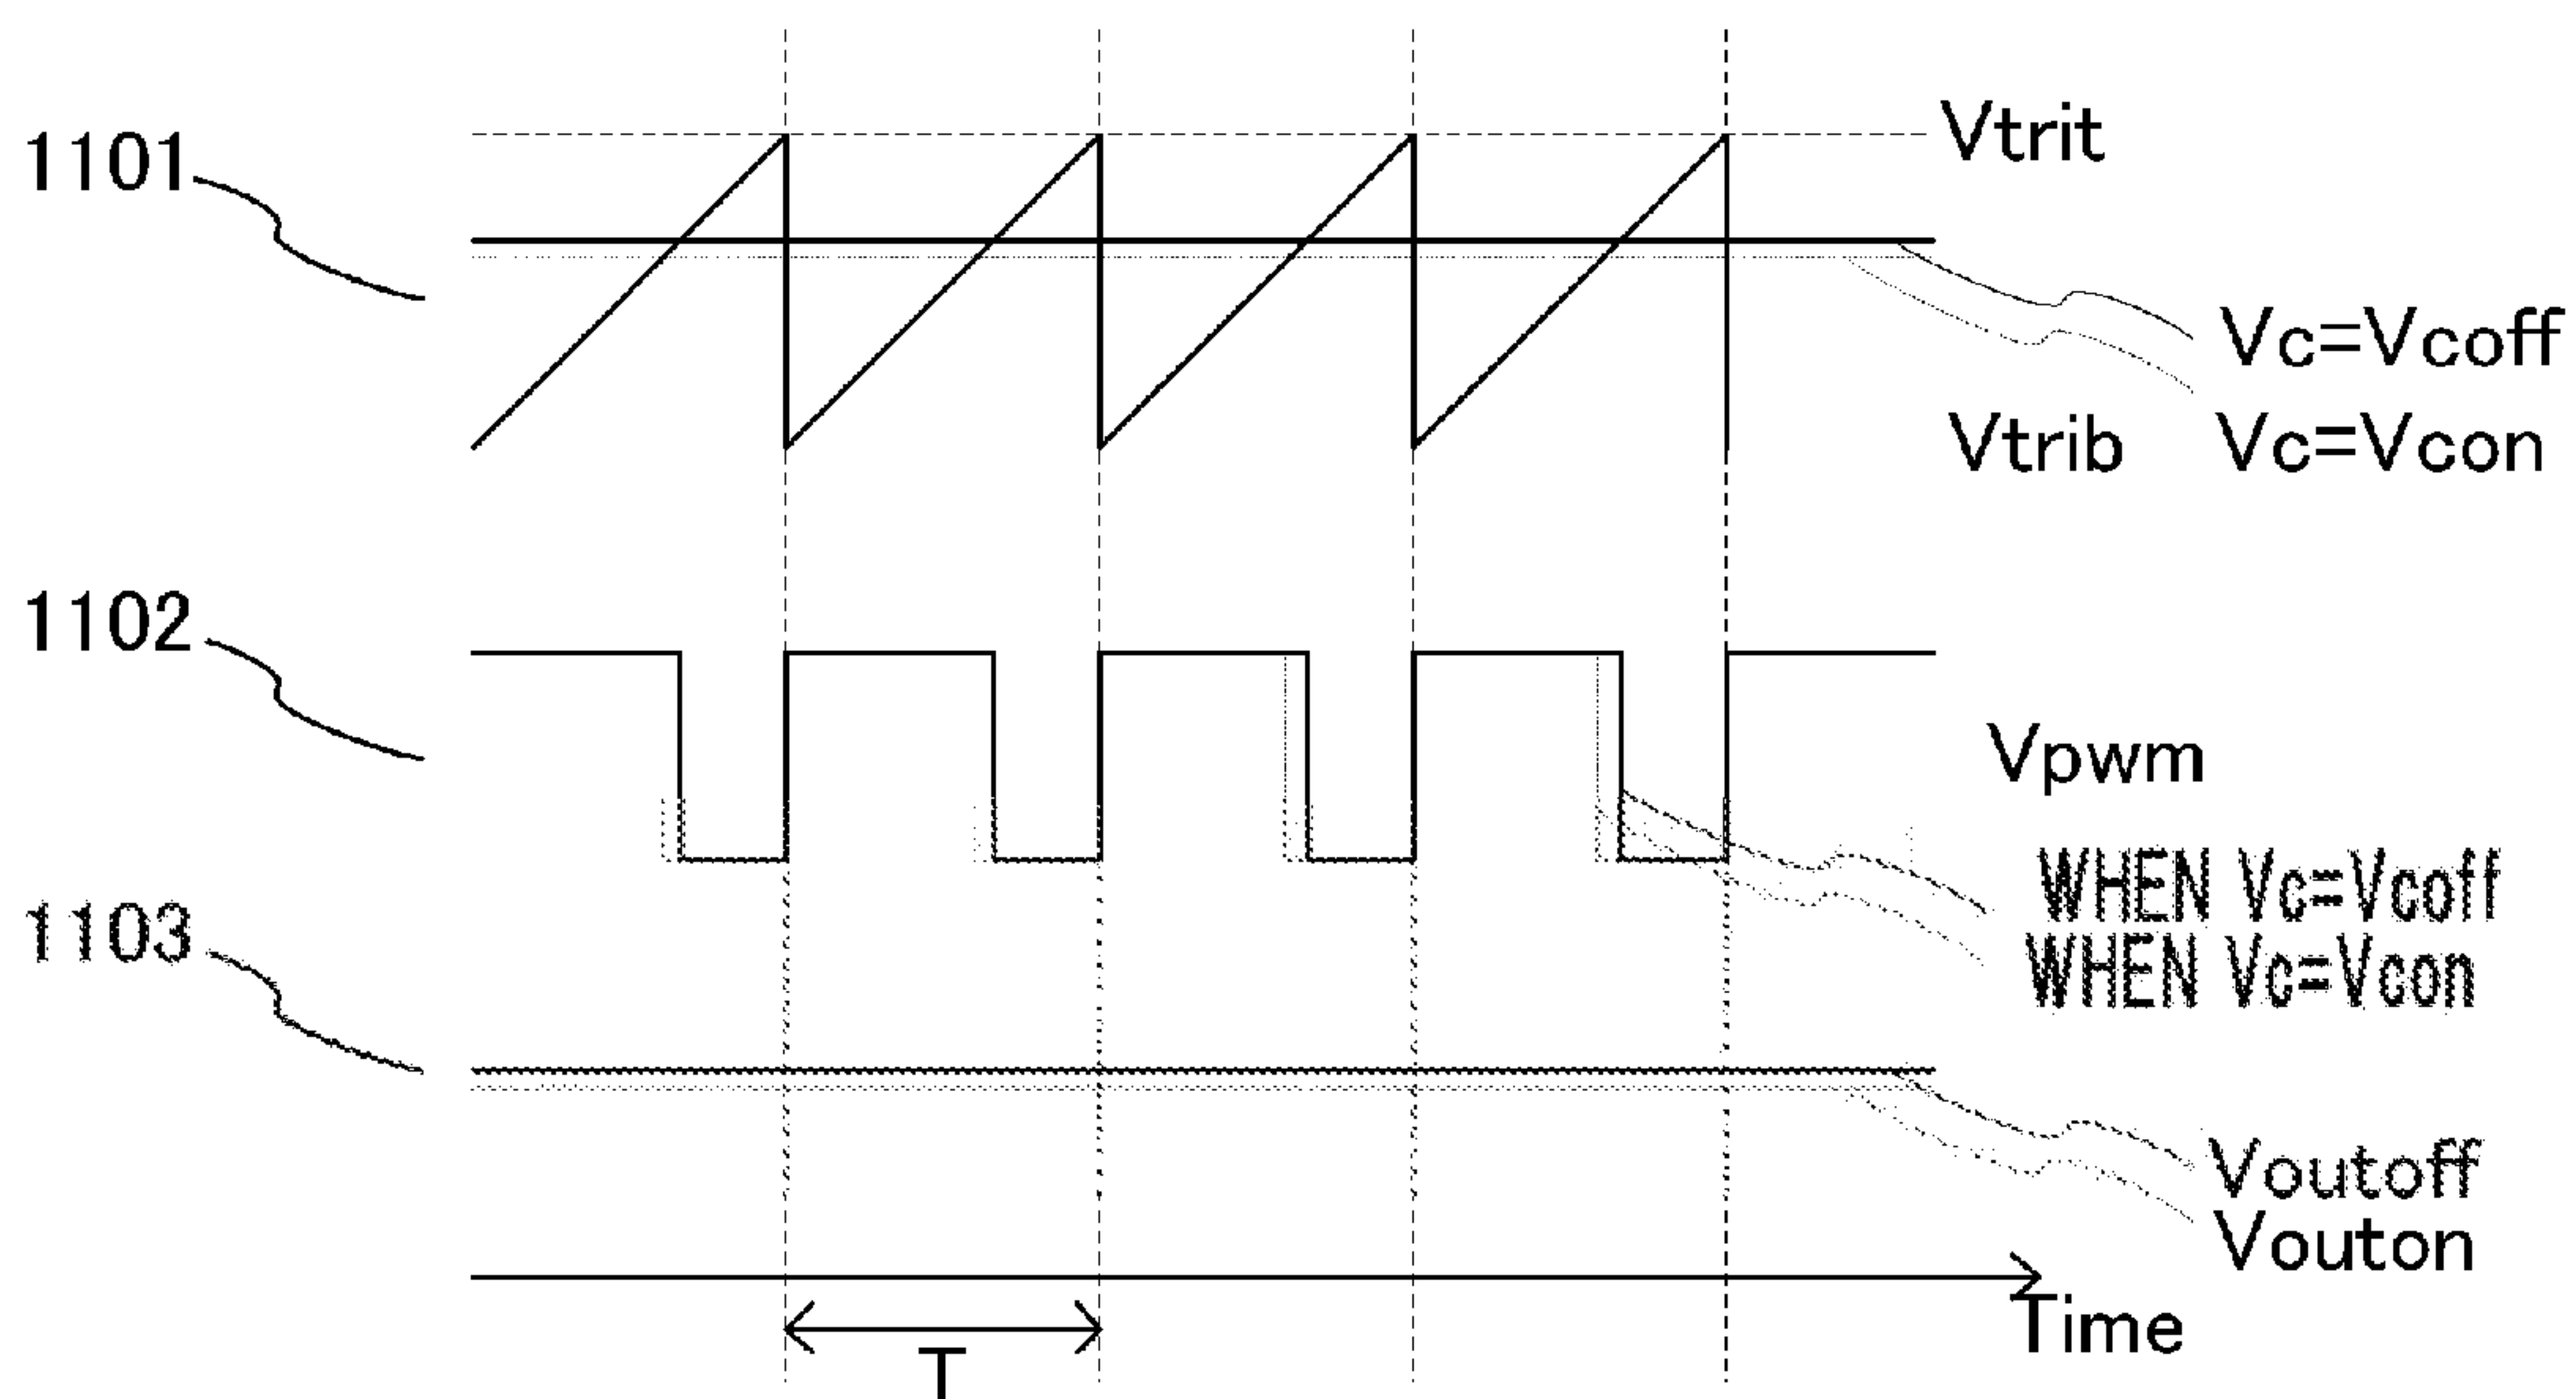 1101
Vtrit
Vc=Vcoff
Vtrib Vc=Vcon
1102
Vpwm
WHEN Vc=Vcoff
WHEN Vc=Vcon
1103
Voutoff
Vouton
Time
T